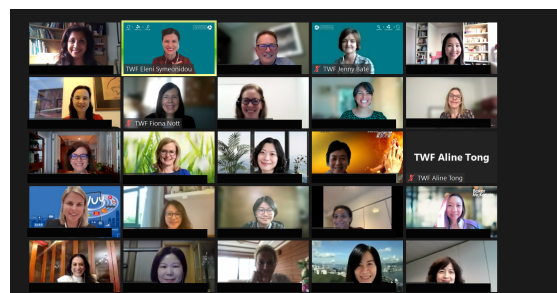 TWF Eleni Symeonidou
TWF Jenny Bate
TWF Fiona Nott
TWF Aline Tong
TWF Aline Tong